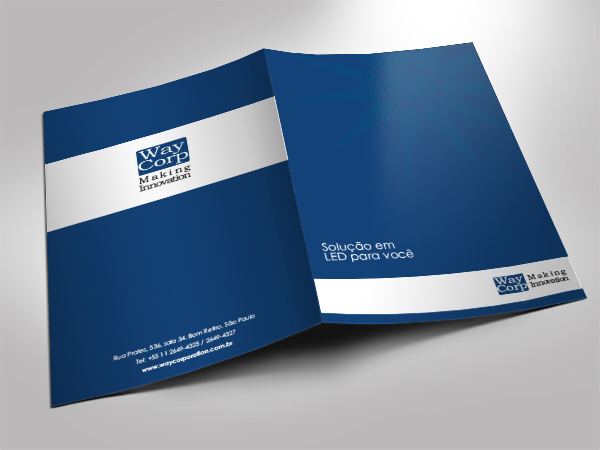 Way
Corp
Making
Innovation
Rua Prates, 536, sala 34, Bom Retiro, São Paulo
Tel: +55 11 2649-4325 / 2649-4327
www.waycorporation.com.br
Solução em
LED para você
Way Making
Corp Innovation